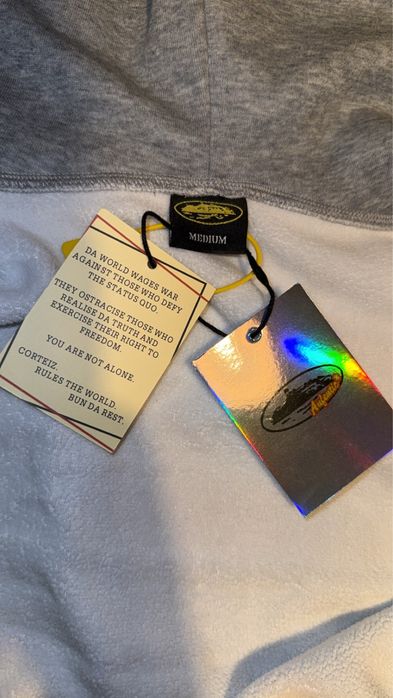 MEDIUM
DA WORLD WAGES WAR
AGAINST THOSE WHO DEFY
THE STATUS QUO.
THEY OSTRACISE THOSE WHO
REALISE DA TRUTH AND
EXERCISE THEIR RIGHT TO
FREEDOM.
YOU ARE NOT ALONE.
CORTEIZ.
RULES THE WORLD.
BUN DA REST.